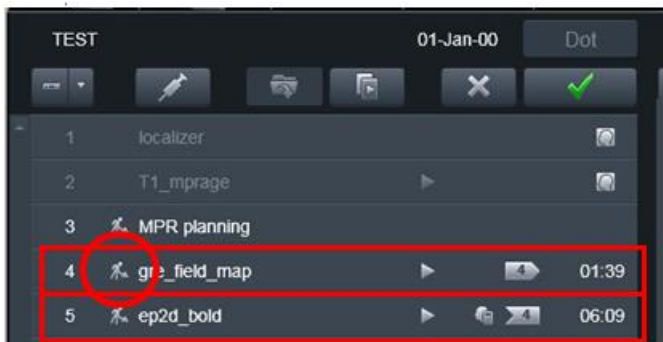 TEST 01-Jan-00 Dot
1 localizer
2 T1_mprage
3 MPR planning
4 gre_field_map 4 01:39
5 ep2d_bold 4 06:09